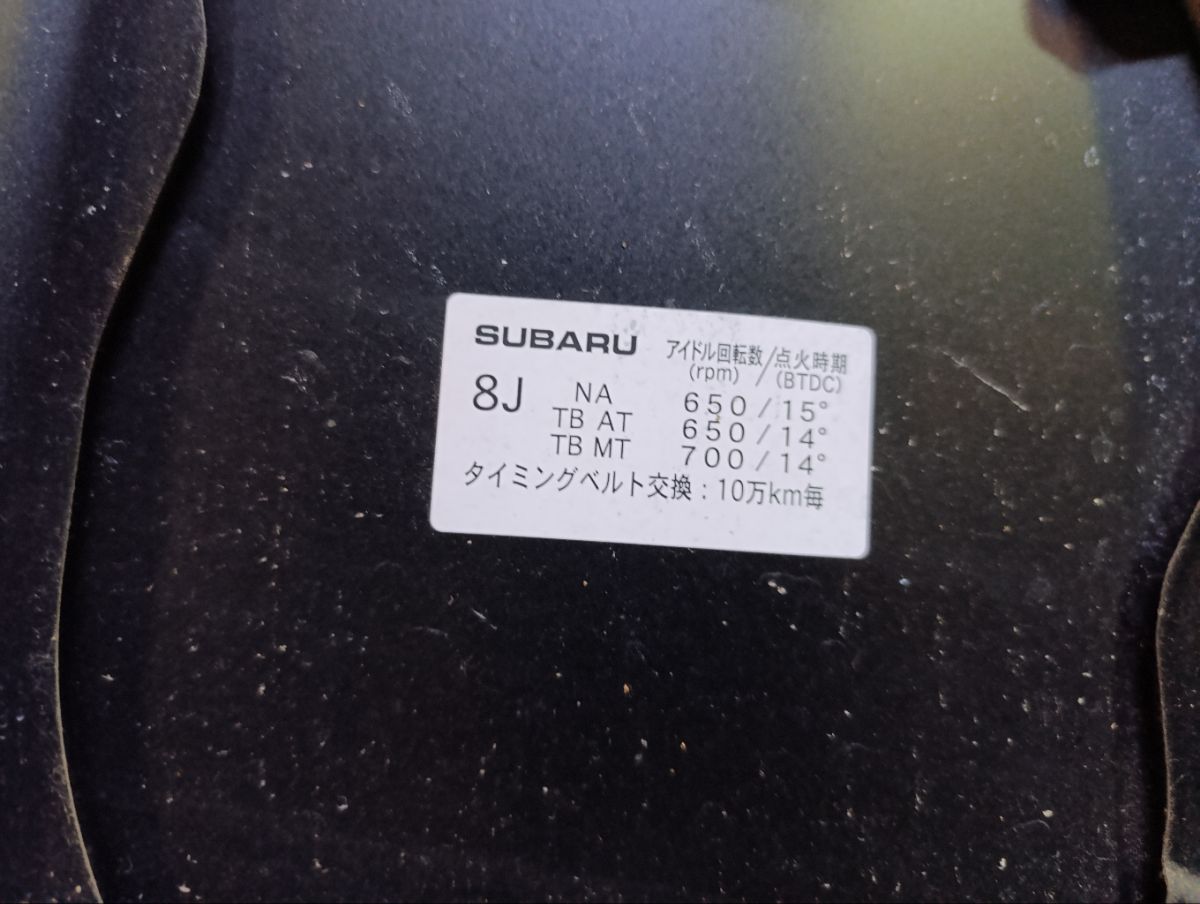 SUBARU
アイドル回転数/点火時期
(rpm) / (BTDC)
8J NA 650 / 15°
TB AT 650 / 14°
TB MT 700 / 14°
タイミングベルト交換 : 10万km毎